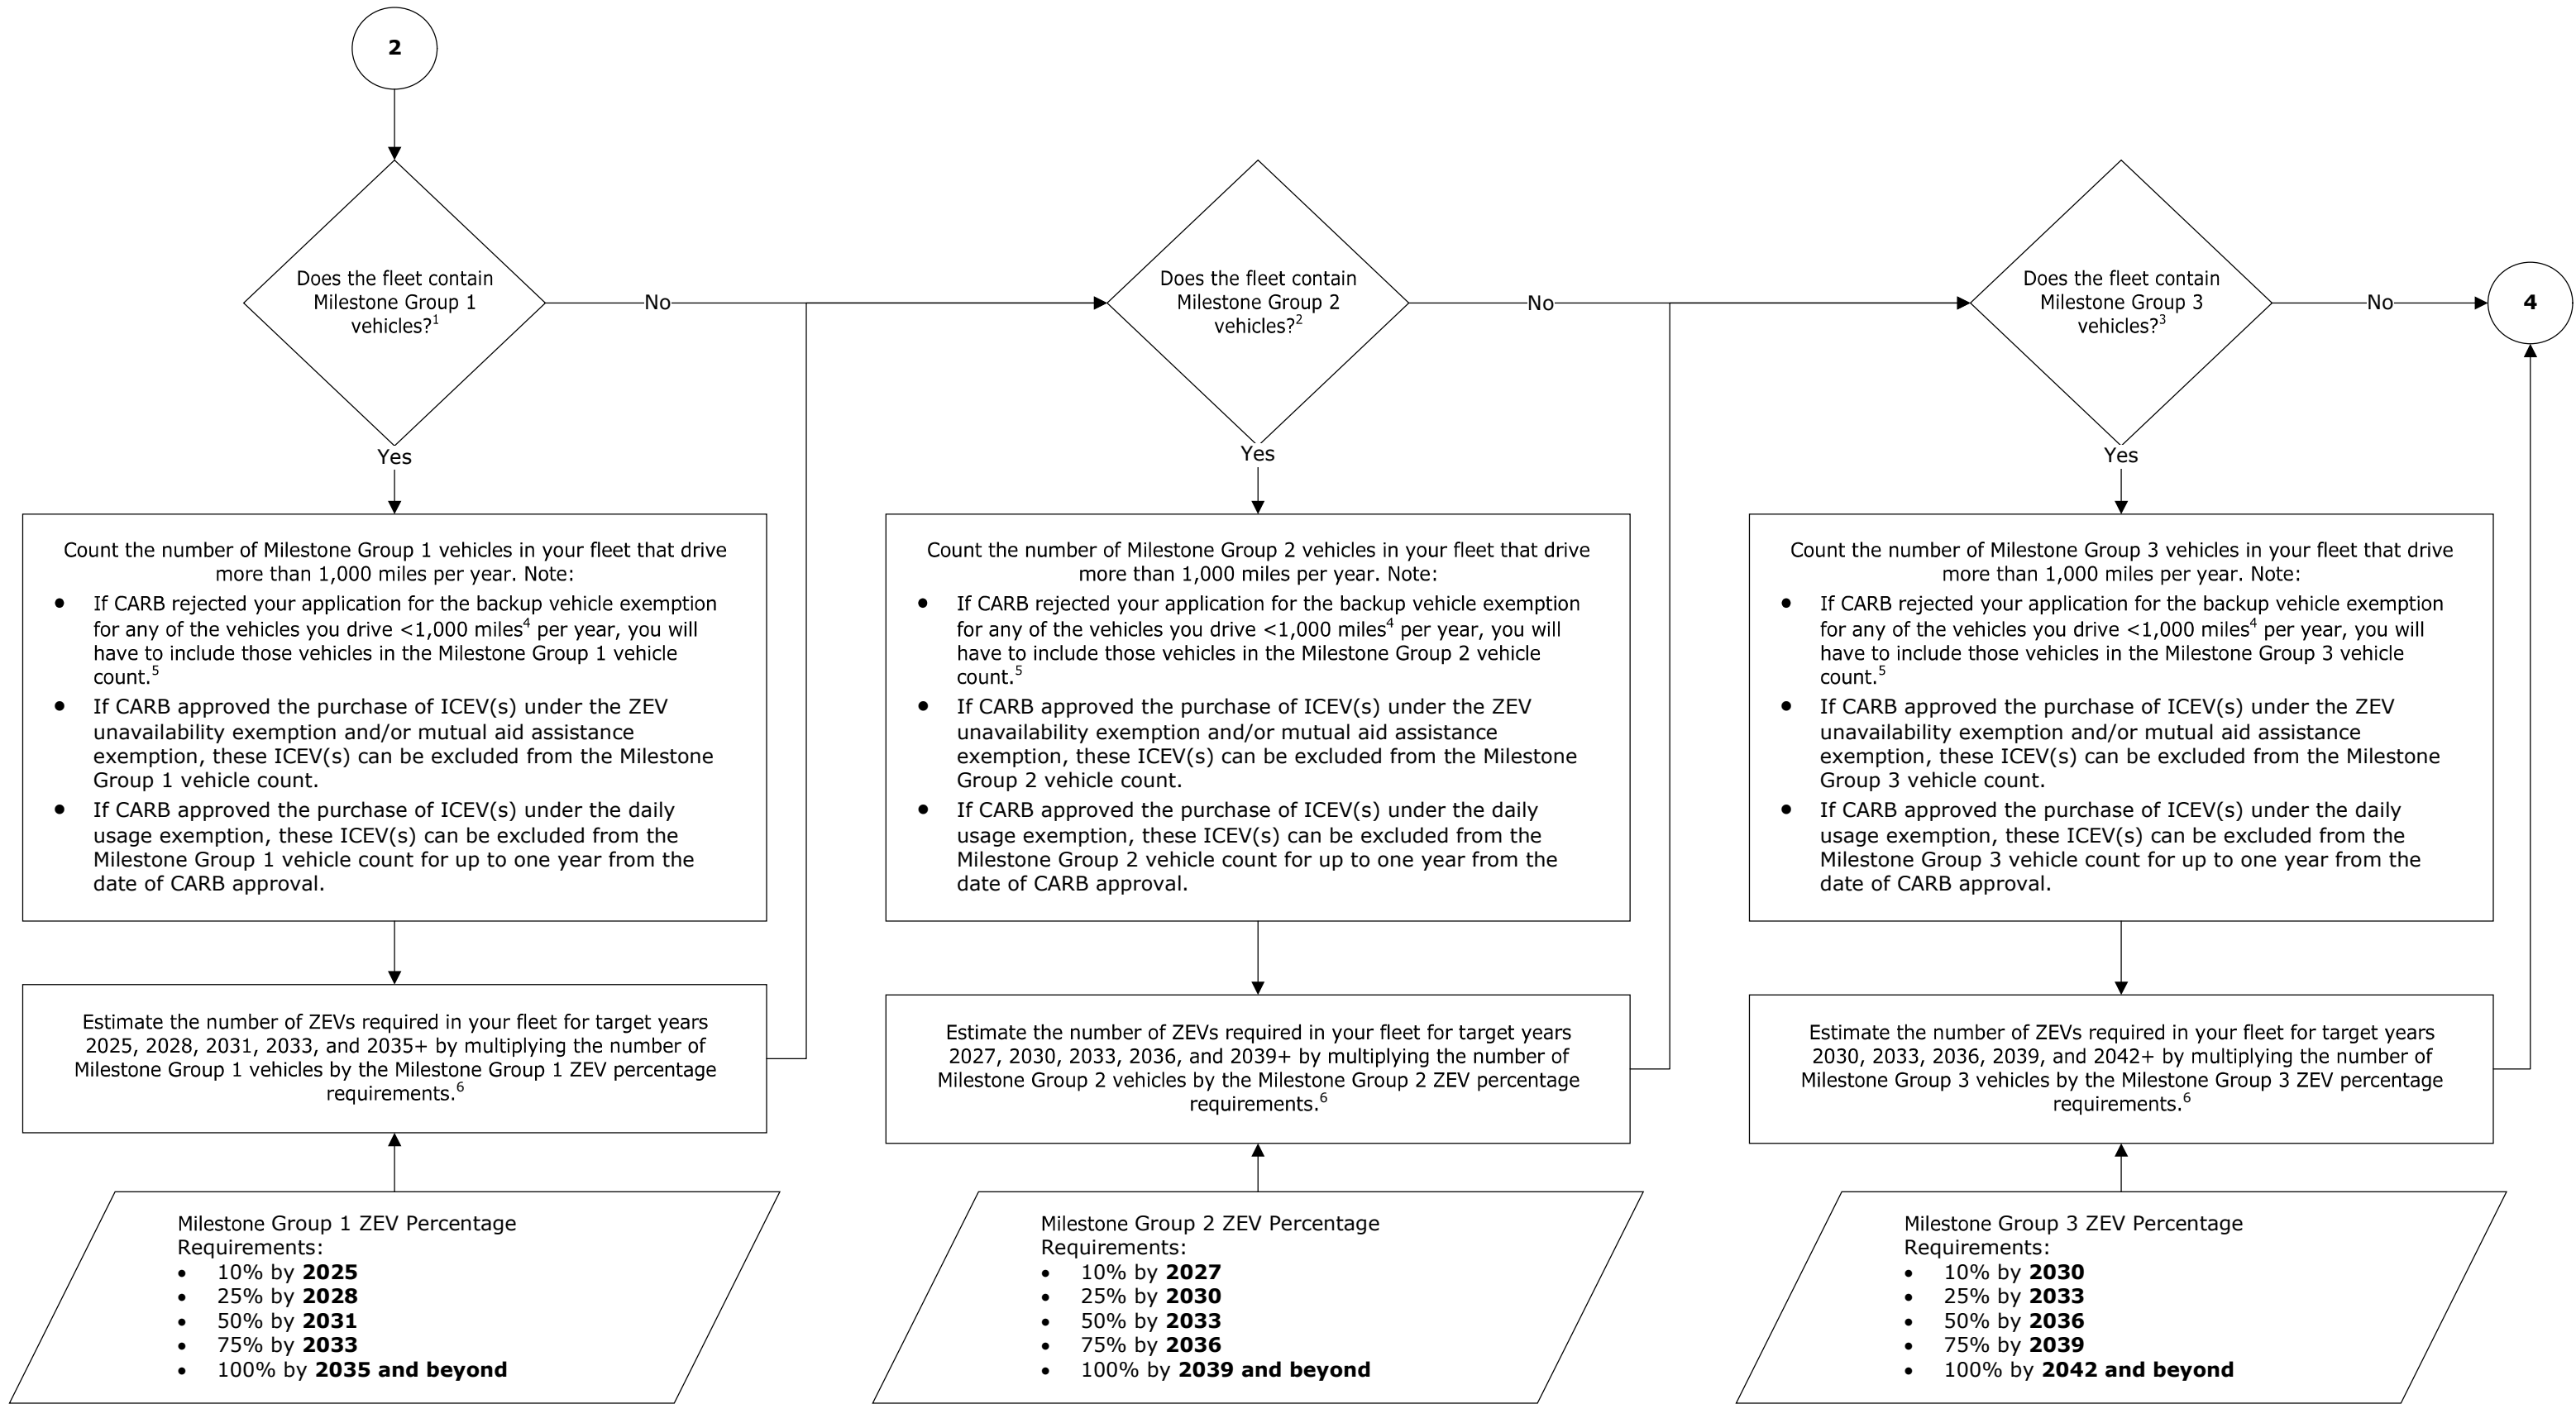 2
Does the fleet contain
Milestone Group 1
vehicles?1
No
Yes
Count the number of Milestone Group 1 vehicles in your fleet that drive
more than 1,000 miles per year. Note:
• If CARB rejected your application for the backup vehicle exemption
for any of the vehicles you drive <1,000 miles4 per year, you will
have to include those vehicles in the Milestone Group 1 vehicle
count.5
• If CARB approved the purchase of ICEV(s) under the ZEV
unavailability exemption and/or mutual aid assistance
exemption, these ICEV(s) can be excluded from the Milestone
Group 1 vehicle count.
• If CARB approved the purchase of ICEV(s) under the daily
usage exemption, these ICEV(s) can be excluded from the
Milestone Group 1 vehicle count for up to one year from the
date of CARB approval.
Estimate the number of ZEVs required in your fleet for target years
2025, 2028, 2031, 2033, and 2035+ by multiplying the number of
Milestone Group 1 vehicles by the Milestone Group 1 ZEV percentage
requirements.6
Milestone Group 1 ZEV Percentage
Requirements:
• 10% by 2025
• 25% by 2028
• 50% by 2031
• 75% by 2033
• 100% by 2035 and beyond
Does the fleet contain
Milestone Group 2
vehicles?2
No
Yes
Count the number of Milestone Group 2 vehicles in your fleet that drive
more than 1,000 miles per year. Note:
• If CARB rejected your application for the backup vehicle exemption
for any of the vehicles you drive <1,000 miles4 per year, you will
have to include those vehicles in the Milestone Group 2 vehicle
count.5
• If CARB approved the purchase of ICEV(s) under the ZEV
unavailability exemption and/or mutual aid assistance
exemption, these ICEV(s) can be excluded from the Milestone
Group 2 vehicle count.
• If CARB approved the purchase of ICEV(s) under the daily
usage exemption, these ICEV(s) can be excluded from the
Milestone Group 2 vehicle count for up to one year from the
date of CARB approval.
Estimate the number of ZEVs required in your fleet for target years
2027, 2030, 2033, 2036, and 2039+ by multiplying the number of
Milestone Group 2 vehicles by the Milestone Group 2 ZEV percentage
requirements.6
Milestone Group 2 ZEV Percentage
Requirements:
• 10% by 2027
• 25% by 2030
• 50% by 2033
• 75% by 2036
• 100% by 2039 and beyond
Does the fleet contain
Milestone Group 3
vehicles?3
No
Yes
4
Count the number of Milestone Group 3 vehicles in your fleet that drive
more than 1,000 miles per year. Note:
• If CARB rejected your application for the backup vehicle exemption
for any of the vehicles you drive <1,000 miles4 per year, you will
have to include those vehicles in the Milestone Group 3 vehicle
count.5
• If CARB approved the purchase of ICEV(s) under the ZEV
unavailability exemption and/or mutual aid assistance
exemption, these ICEV(s) can be excluded from the Milestone
Group 3 vehicle count.
• If CARB approved the purchase of ICEV(s) under the daily
usage exemption, these ICEV(s) can be excluded from the
Milestone Group 3 vehicle count for up to one year from the
date of CARB approval.
Estimate the number of ZEVs required in your fleet for target years
2030, 2033, 2036, 2039, and 2042+ by multiplying the number of
Milestone Group 3 vehicles by the Milestone Group 3 ZEV percentage
requirements.6
Milestone Group 3 ZEV Percentage
Requirements:
• 10% by 2030
• 25% by 2033
• 50% by 2036
• 75% by 2039
• 100% by 2042 and beyond